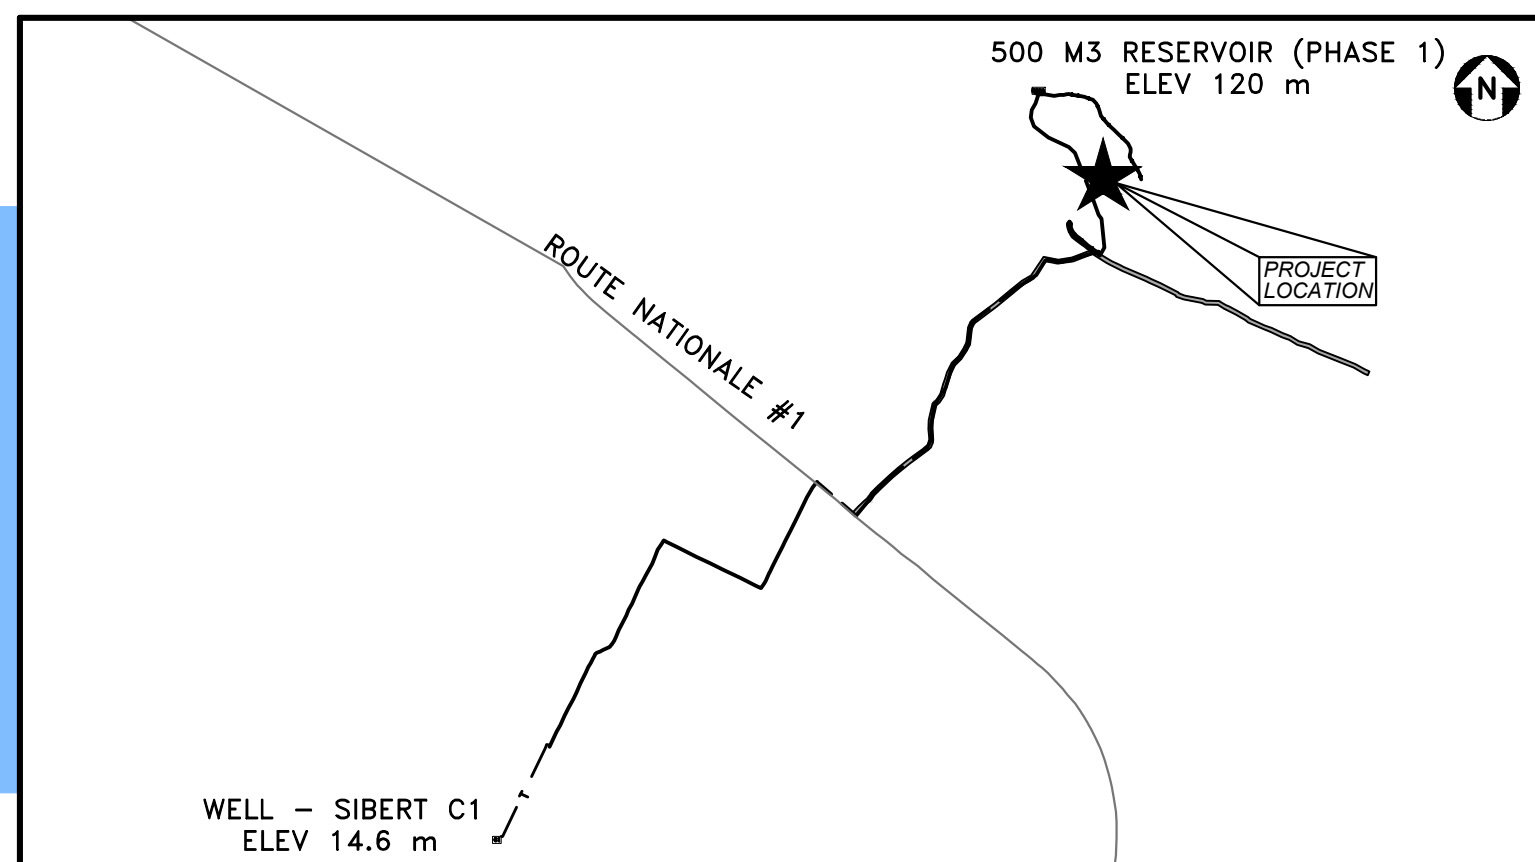 500 M3 RESERVOIR (PHASE 1)
ELEV 120 m
N
ROUTE NATIONALE #1
PROJECT
LOCATION
WELL - SIBERT C1
ELEV 14.6 m